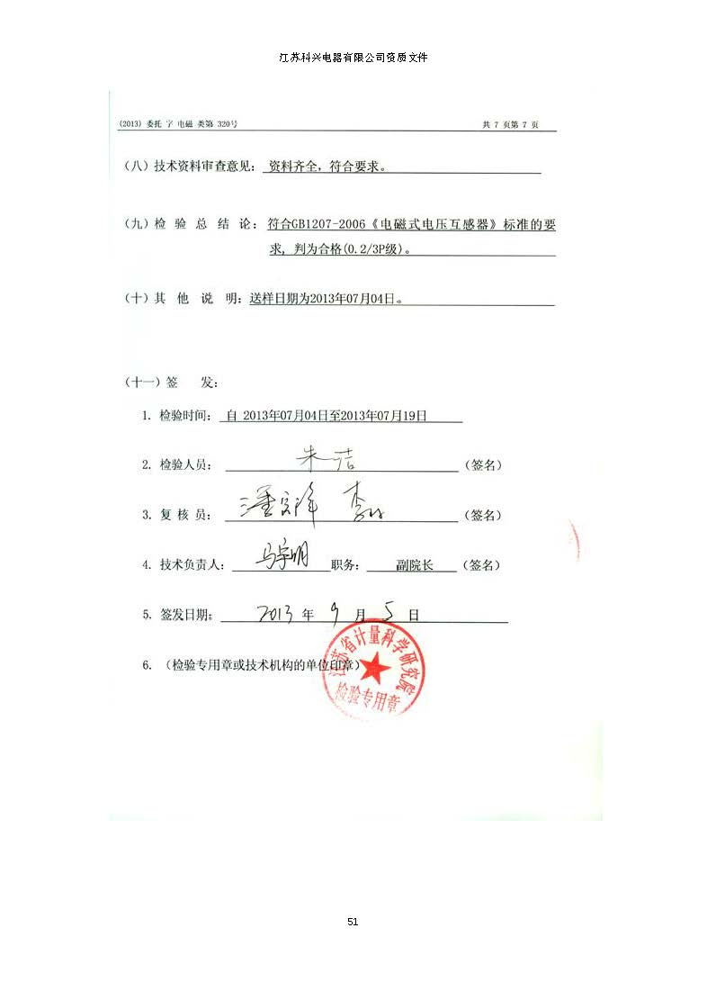 江苏科兴电器有限公司资质文件
(2013) 委托 字 电磁 类第 320号 共 7 页第 7 页
(八)技术资料审查意见: 资料齐全, 符合要求。
(九)检 验 总 结 论: 符合GB1207-2006《电磁式电压互感器》标准的要
求, 判为合格(0.2/3P级)。
(十)其 他 说 明: 送样日期为2013年07月04日。
(十一)签 发:
1. 检验时间: 自 2013年07月04日至2013年07月19日
2. 检验人员: 朱洁 (签名)
3. 复 核 员: (签名)
4. 技术负责人: 马宇明 职务: 副院长 (签名)
5. 签发日期: 2013 年 9 月 5 日
6. (检验专用章或技术机构的单位印章)
江苏省计量科学研究院
检验专用章
51